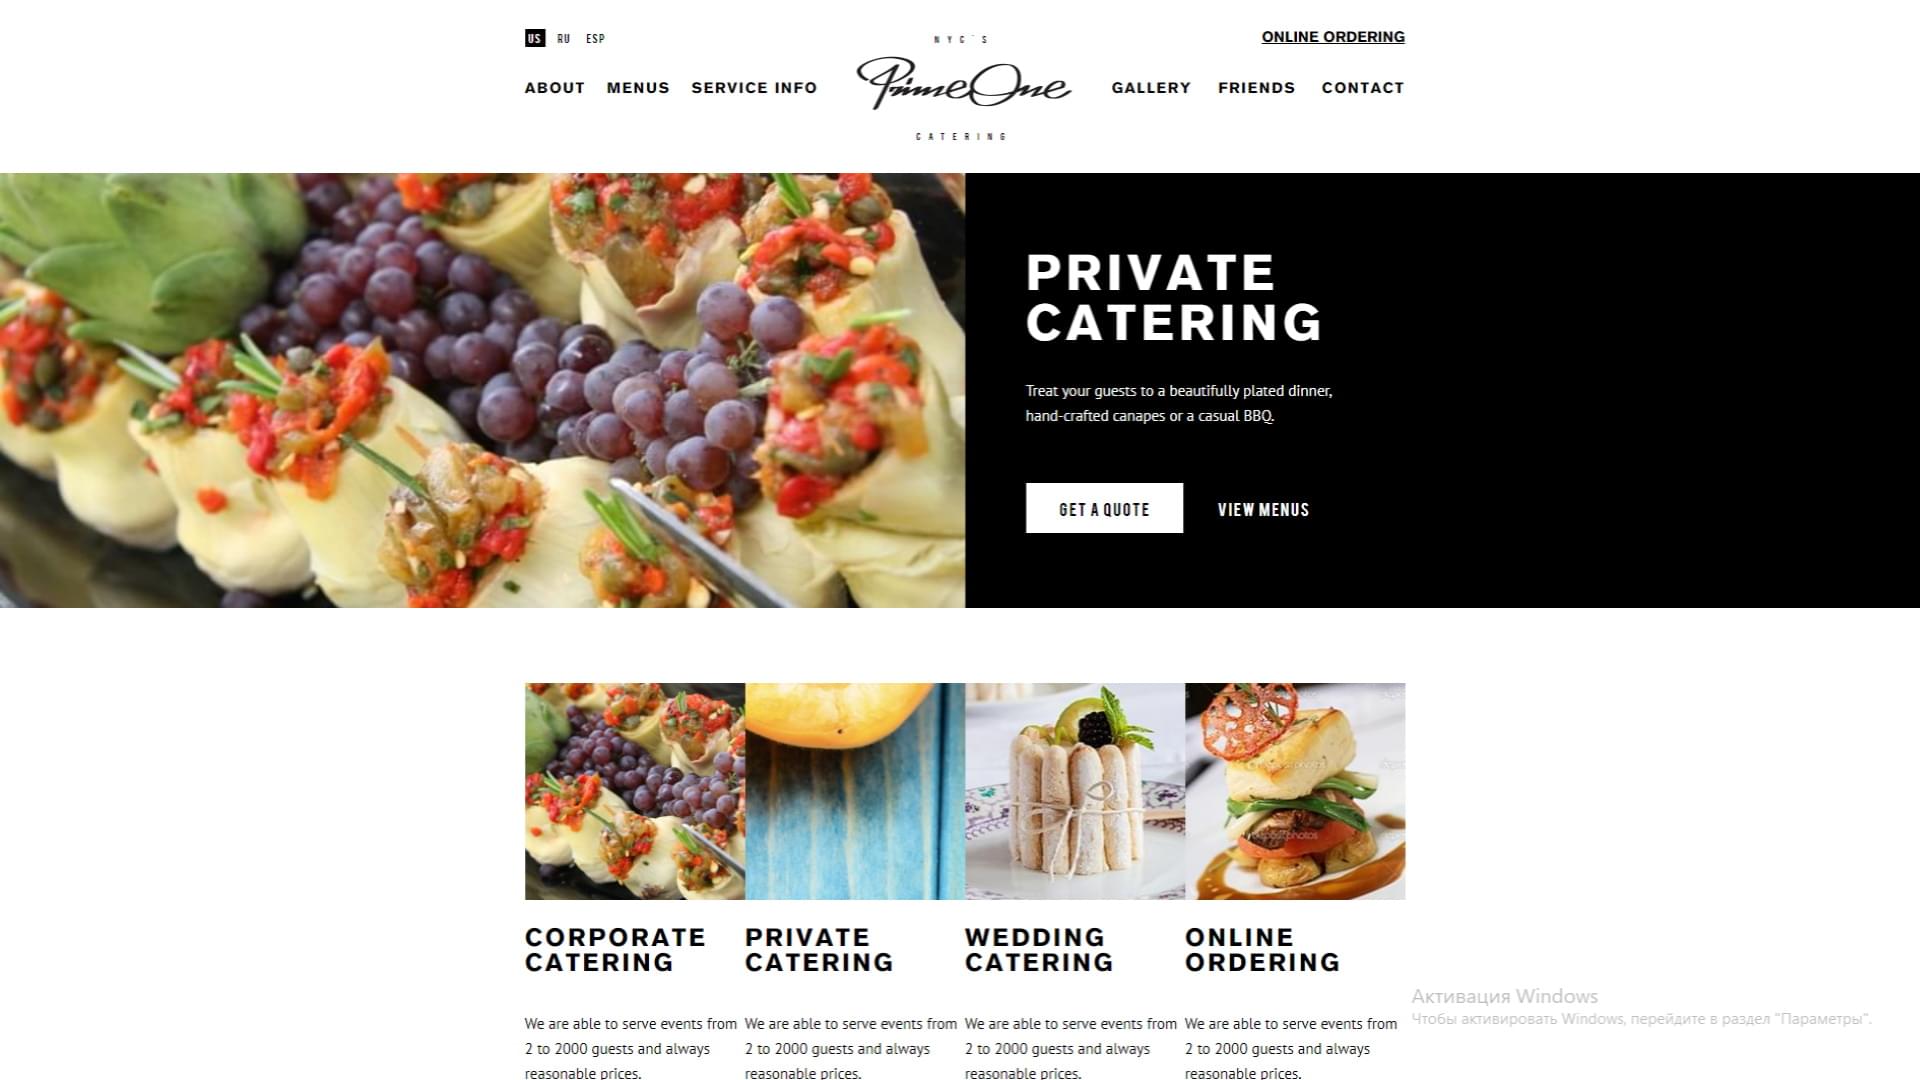 US RU ESP
NYC'S
ONLINE ORDERING
ABOUT MENUS SERVICE INFO
PrimeOne
GALLERY FRIENDS CONTACT
CATERING
PRIVATE
CATERING
Treat your guests to a beautifully plated dinner,
hand-crafted canapes or a casual BBQ.
GET A QUOTE VIEW MENUS
CORPORATE
CATERING
We are able to serve events from
2 to 2000 guests and always
reasonable prices.
PRIVATE
CATERING
We are able to serve events from
2 to 2000 guests and always
reasonable prices.
WEDDING
CATERING
We are able to serve events from
2 to 2000 guests and always
reasonable prices.
ONLINE
ORDERING
We are able to serve events from
2 to 2000 guests and always
reasonable prices.
Активация Windows
Чтобы активировать Windows, перейдите в раздел "Параметры".